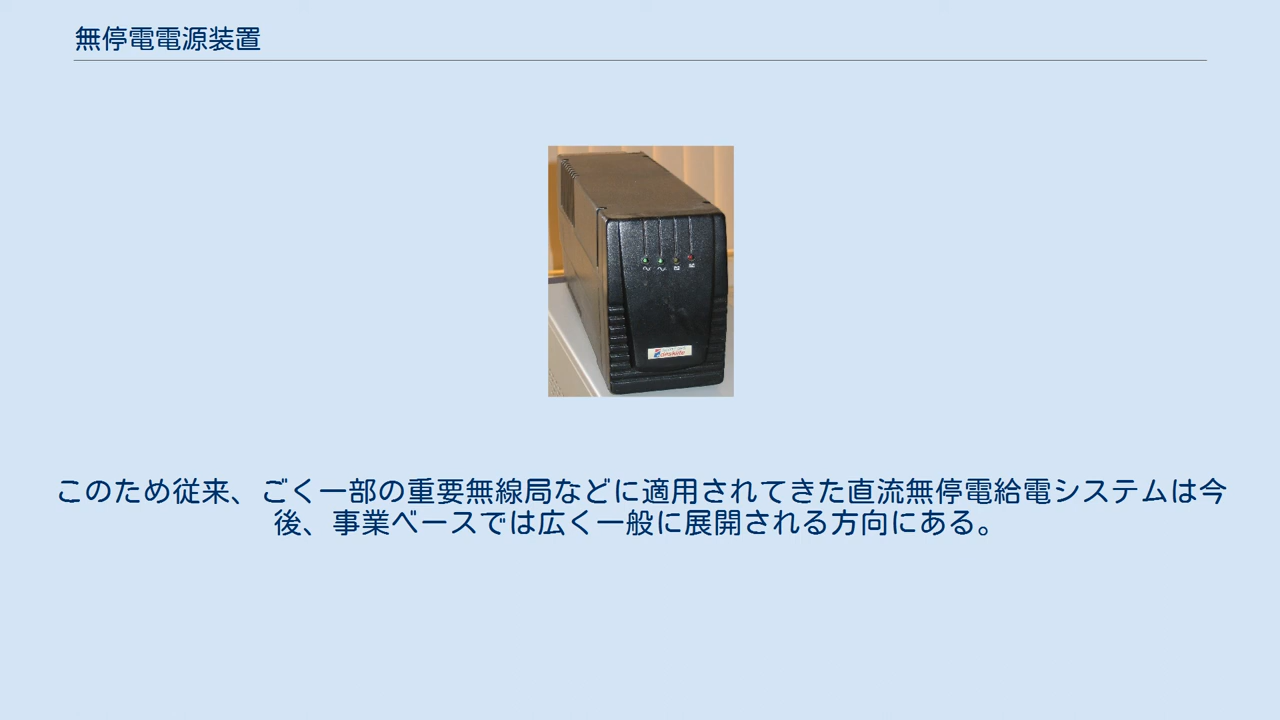 無停電電源装置
このため従来、ごく一部の重要無線局などに適用されてきた直流無停電給電システムは今
後、事業ベースでは広く一般に展開される方向にある。